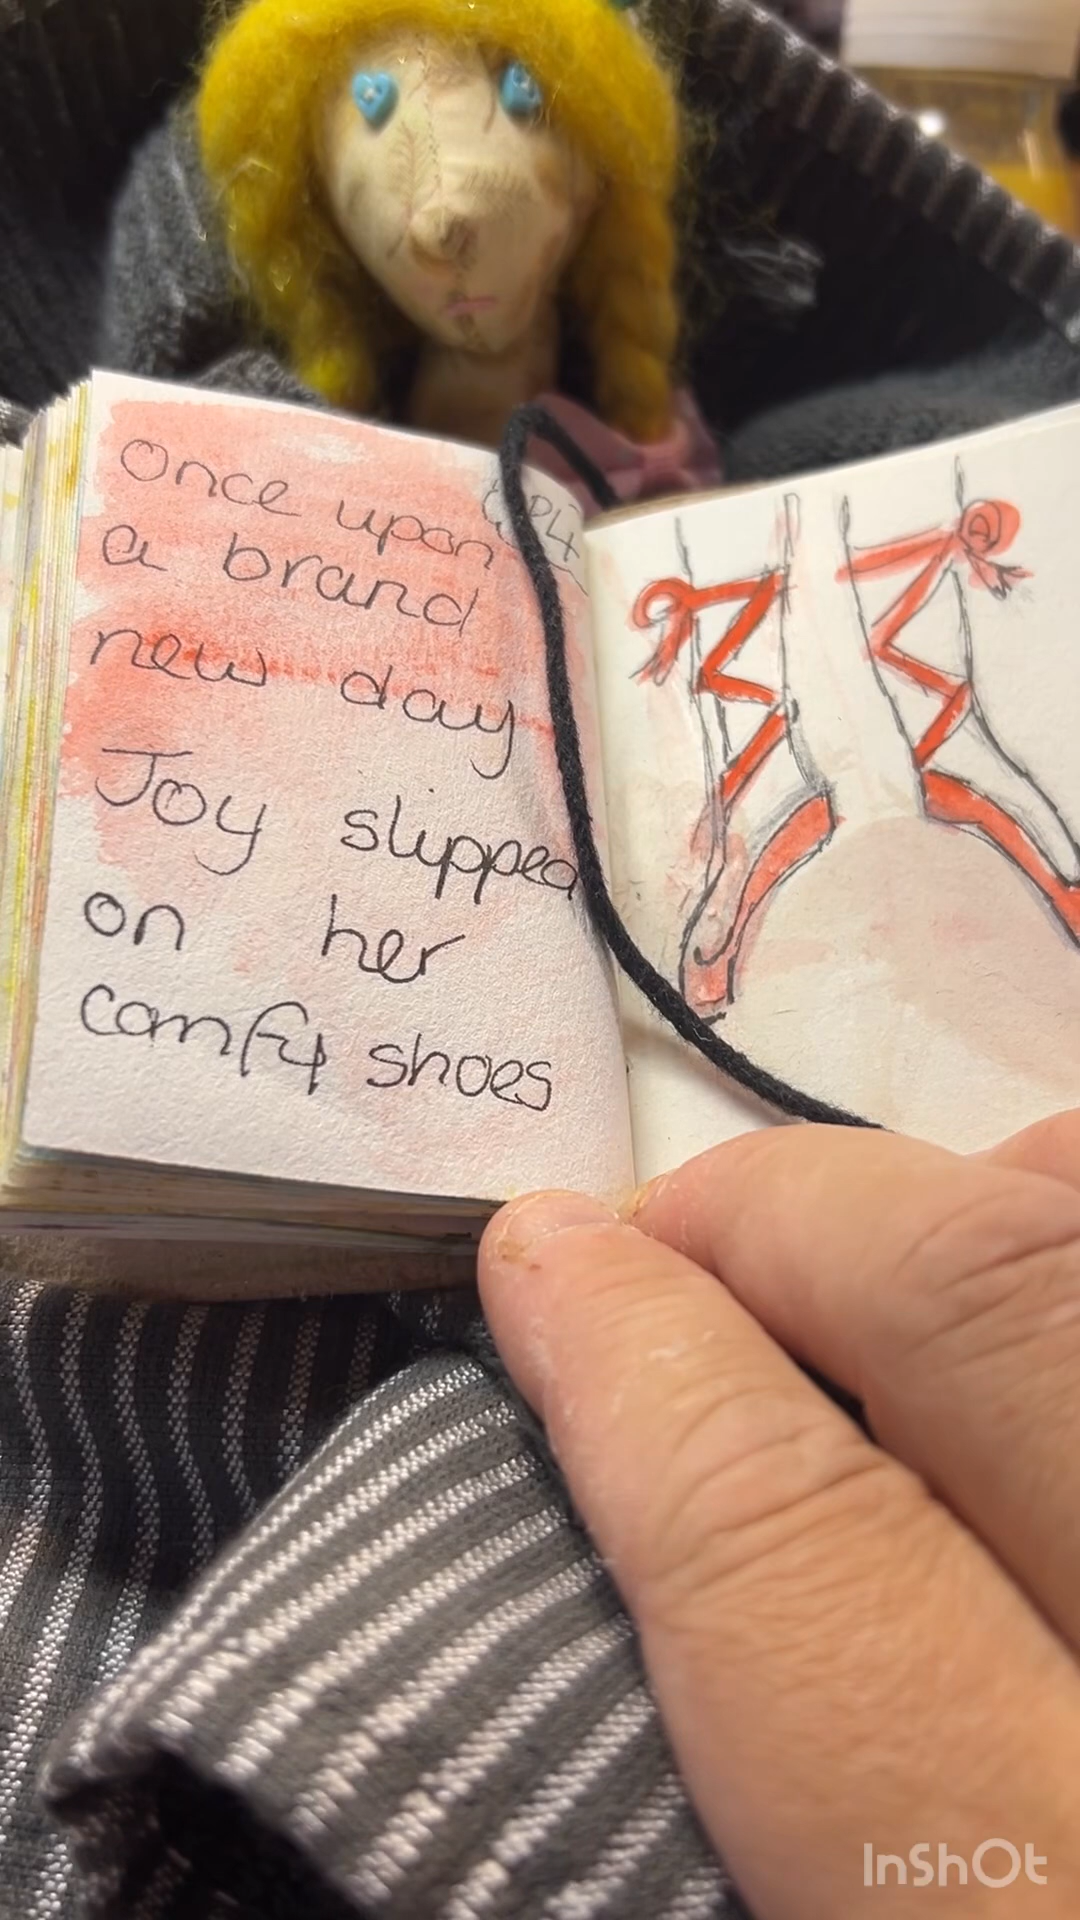 once upon
a brand
new day
Joy slipped
on her
comfy shoes
InShOt